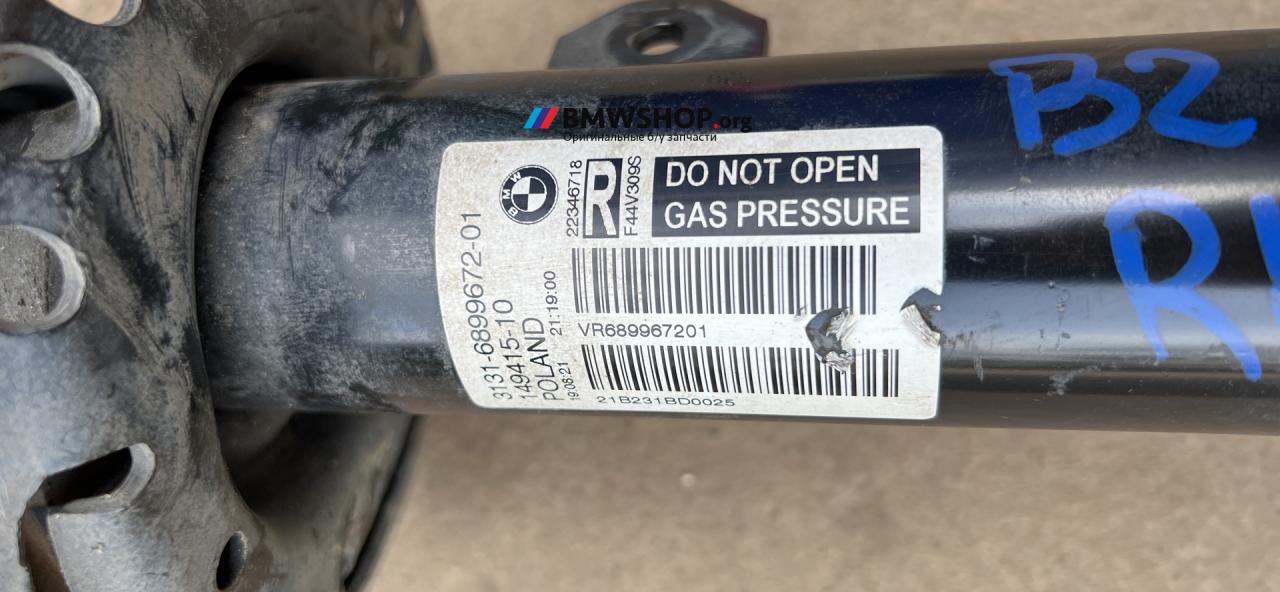 BMWSHOP.org
Оригинальные б/у запчасти
B2
BMW
22346718
R
F44V309S
DO NOT OPEN
GAS PRESSURE
3131-6899672-01
149415-10
POLAND
19.08.21 21:19:00
VR689967201
21B231BD0025